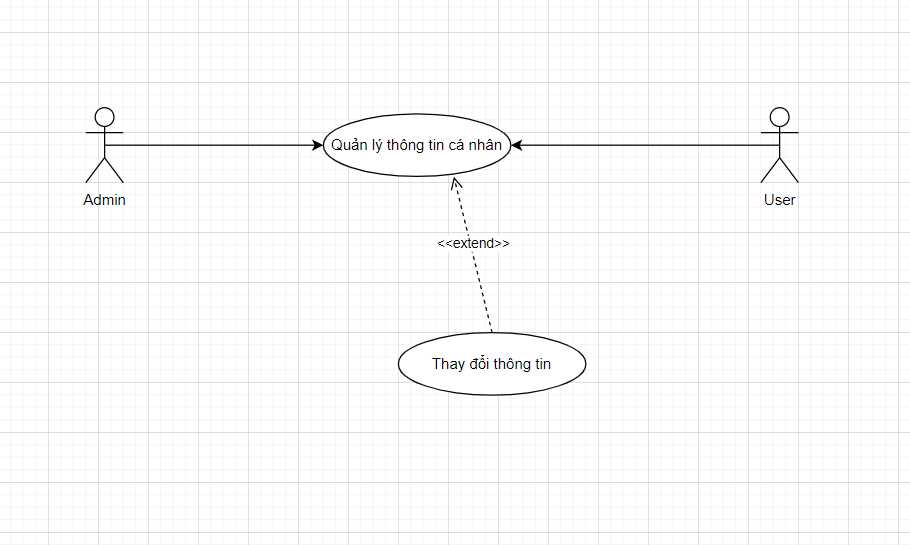 Quản lý thông tin cá nhân
Admin
User
<<extend>>
Thay đổi thông tin